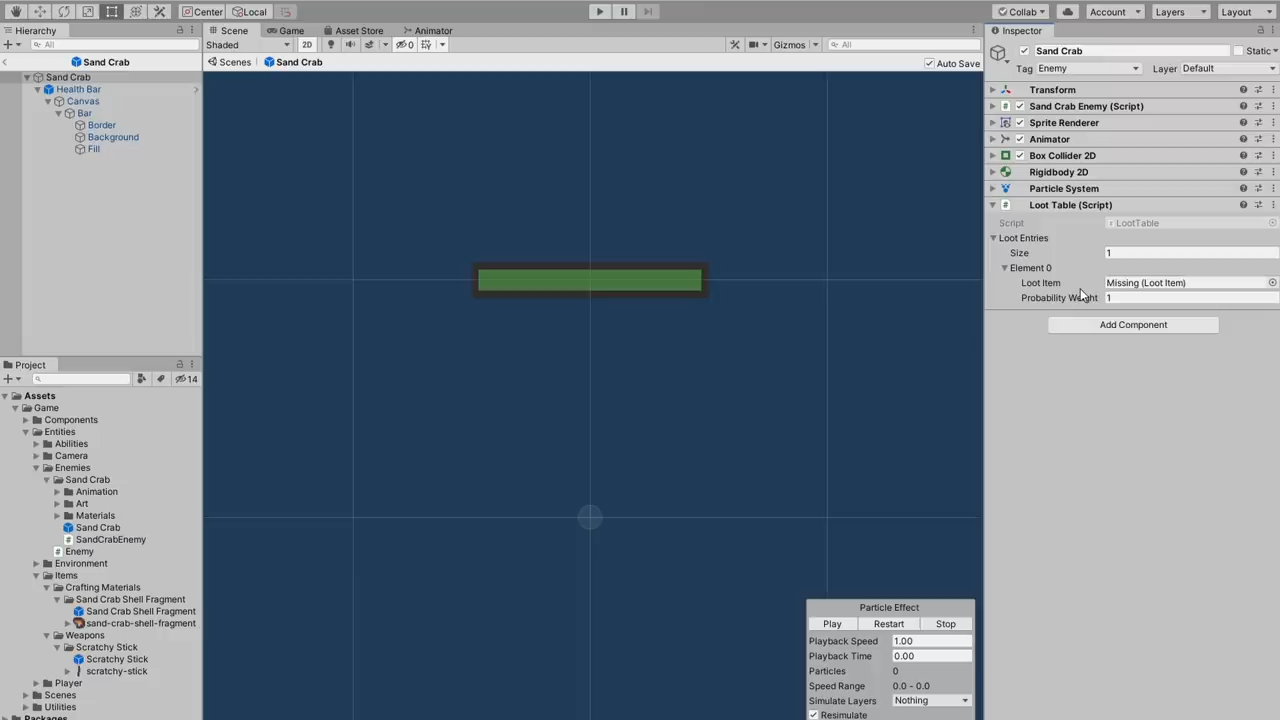 Center
Local
Collab
Account
Layers
Layout
Hierarchy
All
Sand Crab
Sand Crab
Health Bar
Canvas
Bar
Border
Background
Fill
Scene
Game
Asset Store
Animator
Shaded
2D
0
Gizmos
All
Scenes
Sand Crab
Auto Save
Particle Effect
Play
Restart
Stop
Playback Speed
1.00
Playback Time
0.00
Particles
0
Speed Range
0.0 - 0.0
Simulate Layers
Nothing
Resimulate
Project
14
Assets
Game
Components
Entities
Abilities
Camera
Enemies
Sand Crab
Animation
Art
Materials
Sand Crab
SandCrabEnemy
Enemy
Environment
Items
Crafting Materials
Sand Crab Shell Fragment
Sand Crab Shell Fragment
sand-crab-shell-fragment
Weapons
Scratchy Stick
Scratchy Stick
scratchy-stick
Player
Scenes
Utilities
Packages
Inspector
Sand Crab
Static
Tag
Enemy
Layer
Default
Transform
Sand Crab Enemy (Script)
Sprite Renderer
Animator
Box Collider 2D
Rigidbody 2D
Particle System
Loot Table (Script)
Script
LootTable
Loot Entries
Size
1
Element 0
Loot Item
Missing (Loot Item)
Probability Weight
1
Add Component